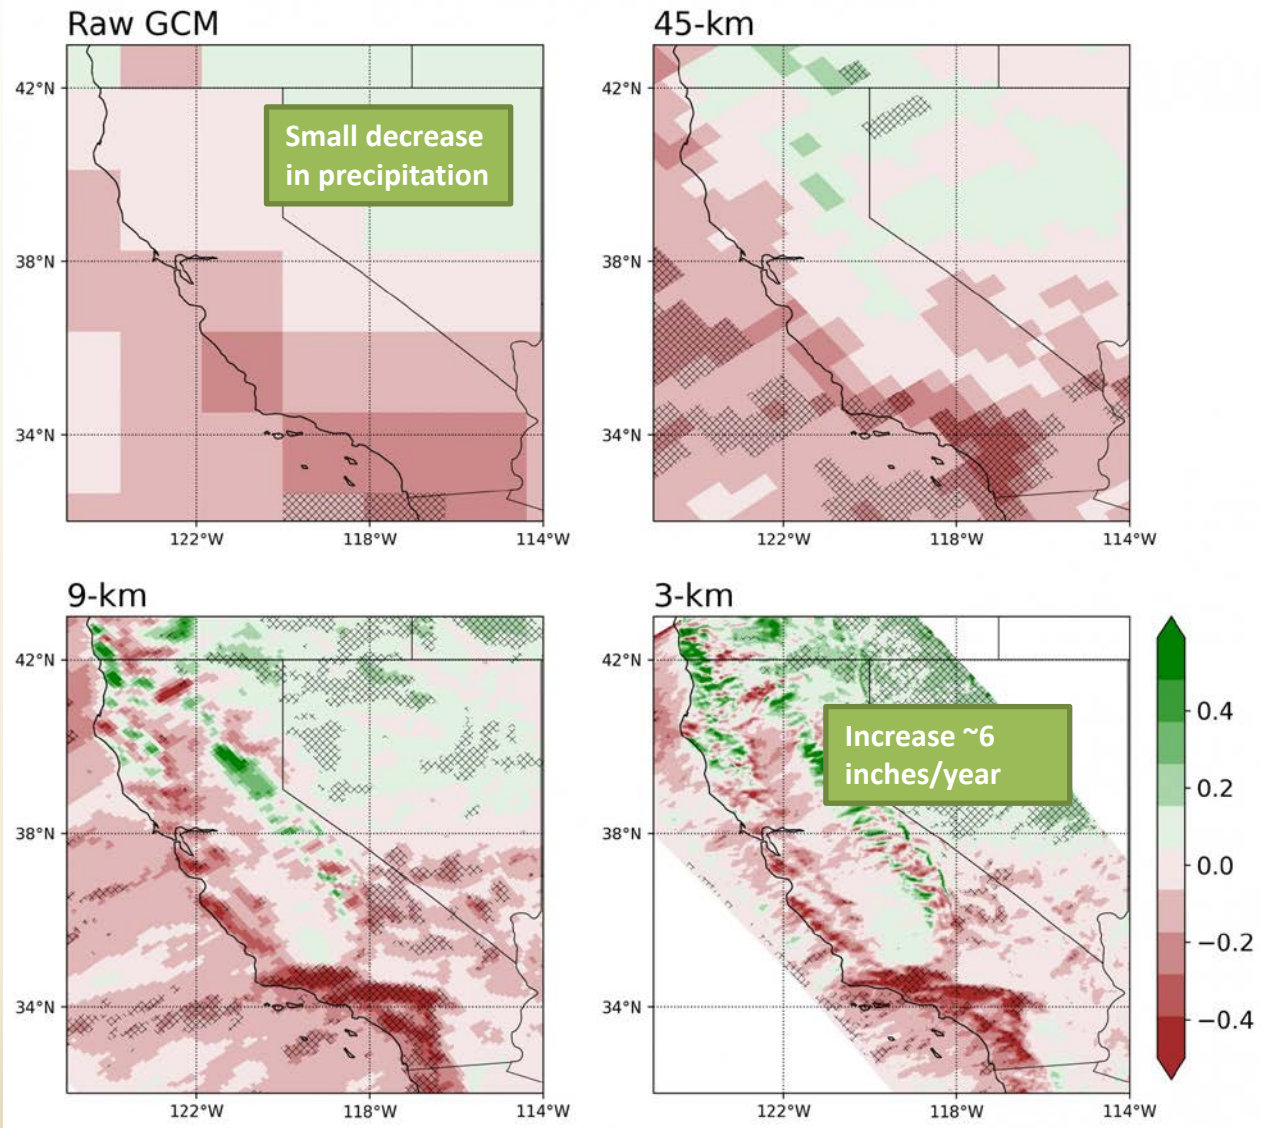 Raw GCM
42°N
38°N
34°N
122°W
118°W
114°W
Small decrease
in precipitation
45-km
42°N
38°N
34°N
122°W
118°W
114°W
9-km
42°N
38°N
34°N
122°W
118°W
114°W
3-km
42°N
38°N
34°N
122°W
118°W
114°W
Increase ~6
inches/year
0.4
0.2
0.0
−0.2
−0.4